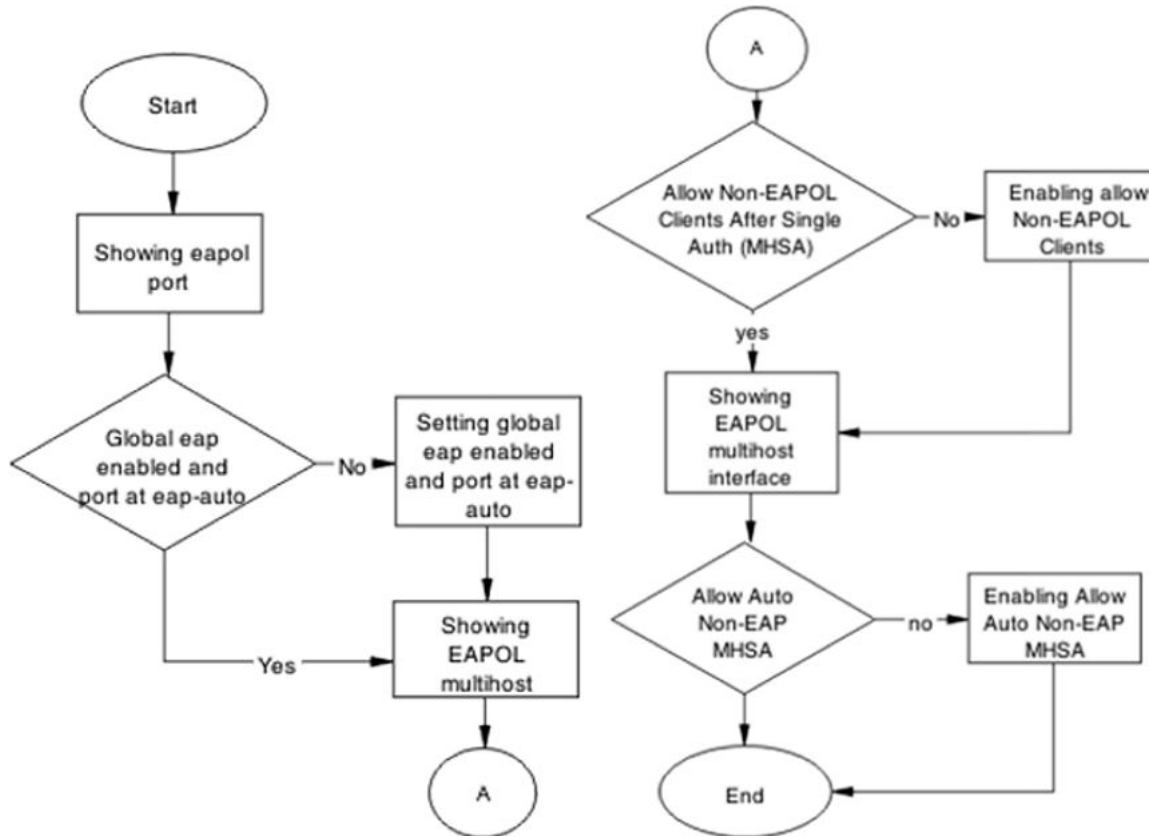 Start
Showing eapol
port
Global eap
enabled and
port at eap-auto
No
Setting global
eap enabled
and port at eap-
auto
Yes
Showing
EAPOL
multihost
A
A
Allow Non-EAPOL
Clients After Single
Auth (MHSA)
No
Enabling allow
Non-EAPOL
Clients
yes
Showing
EAPOL
multihost
interface
Allow Auto
Non-EAP
MHSA
no
Enabling Allow
Auto Non-EAP
MHSA
End